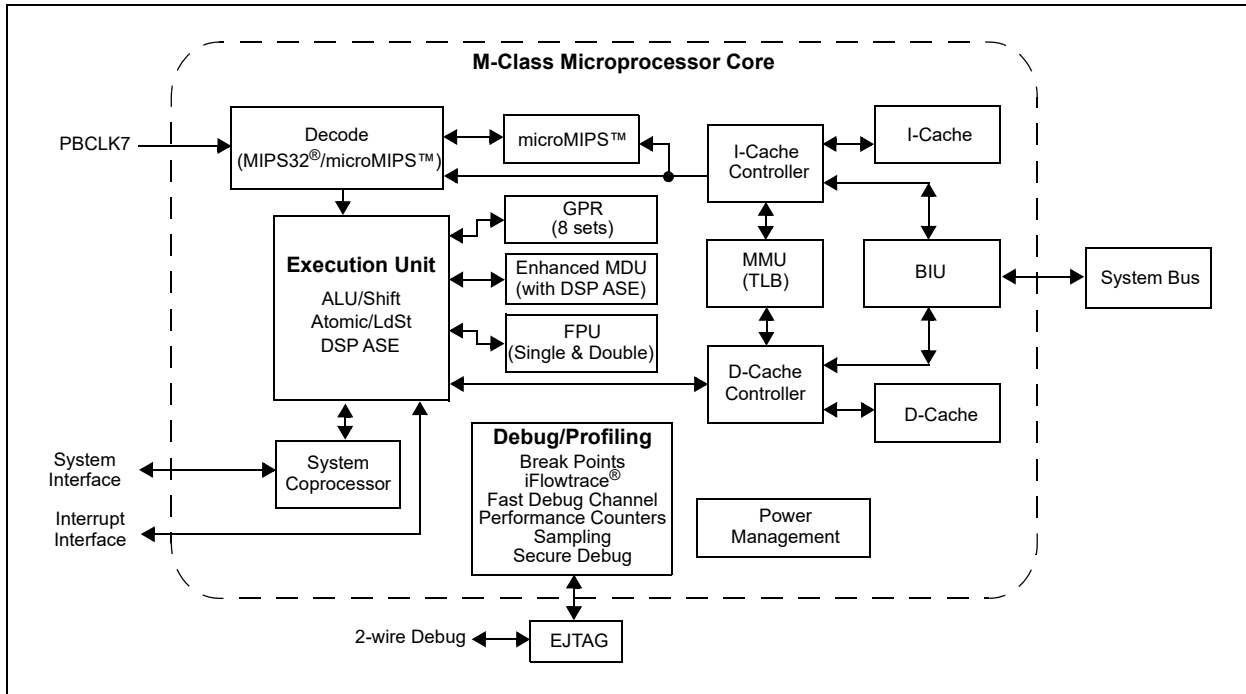 M-Class Microprocessor Core
PBCLK7
Decode
(MIPS32®/microMIPS™)
microMIPS™
I-Cache
Controller
I-Cache
GPR
(8 sets)
Execution Unit
ALU/Shift
Atomic/LdSt
DSP ASE
Enhanced MDU
(with DSP ASE)
MMU
(TLB)
BIU
System Bus
FPU
(Single & Double)
D-Cache
Controller
D-Cache
System
Interface
System
Coprocessor
Interrupt
Interface
Debug/Profiling
Break Points
iFlowtrace®
Fast Debug Channel
Performance Counters
Sampling
Secure Debug
Power
Management
2-wire Debug
EJTAG